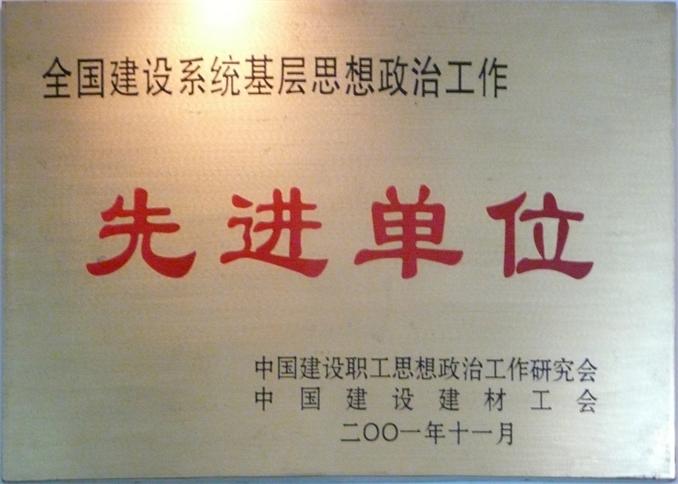 全国建设系统基层思想政治工作
先进单位
中国建设职工思想政治工作研究会
中国建设建材工会
二〇〇一年十一月